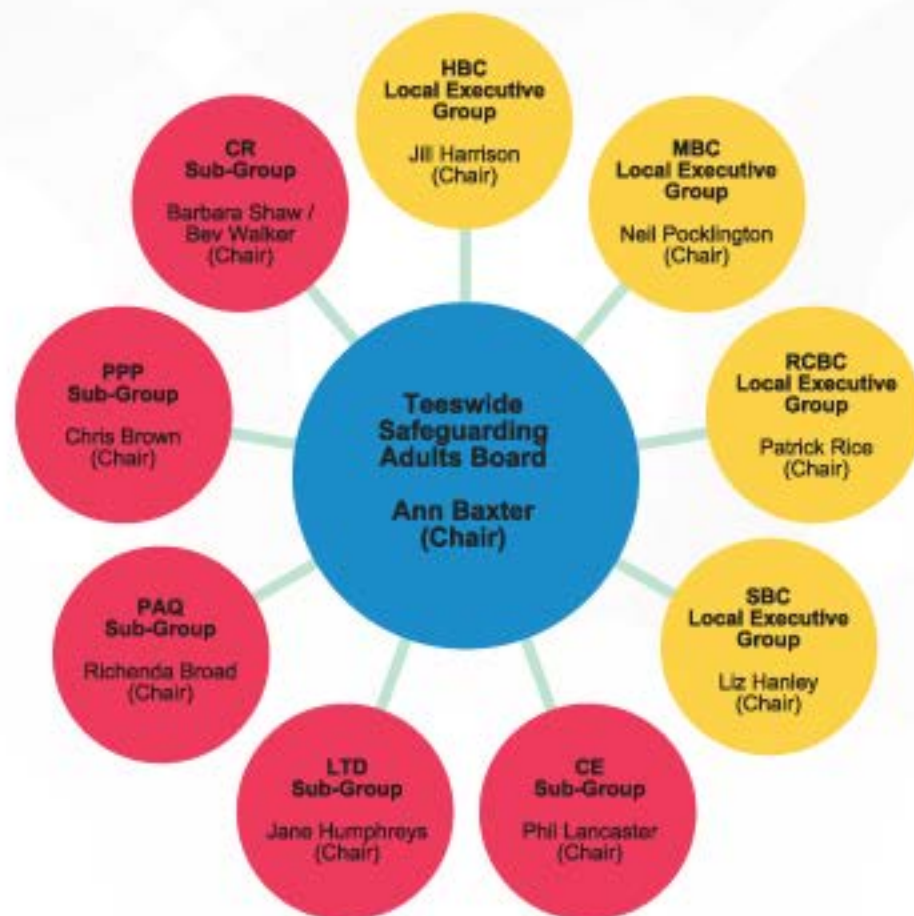 HBC
Local Executive
Group
Jill Harrison
(Chair)
MBC
Local Executive
Group
Neil Pocklington
(Chair)
RCBC
Local Executive
Group
Patrick Rice
(Chair)
SBC
Local Executive
Group
Liz Hanley
(Chair)
CE
Sub-Group
Phil Lancaster
(Chair)
LTD
Sub-Group
Jane Humphreys
(Chair)
PAQ
Sub-Group
Richenda Broad
(Chair)
PPP
Sub-Group
Chris Brown
(Chair)
CR
Sub-Group
Barbara Shaw /
Bev Walker
(Chair)
Teeswide
Safeguarding
Adults Board
Ann Baxter
(Chair)